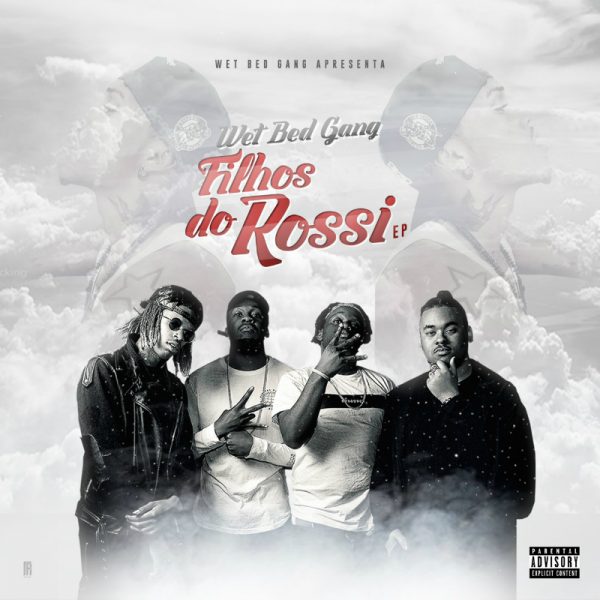 WET BED GANG APRESENTA
Wet Bed Gang
Filhos
do Rossi EP
PARENTAL
ADVISORY
EXPLICIT CONTENT